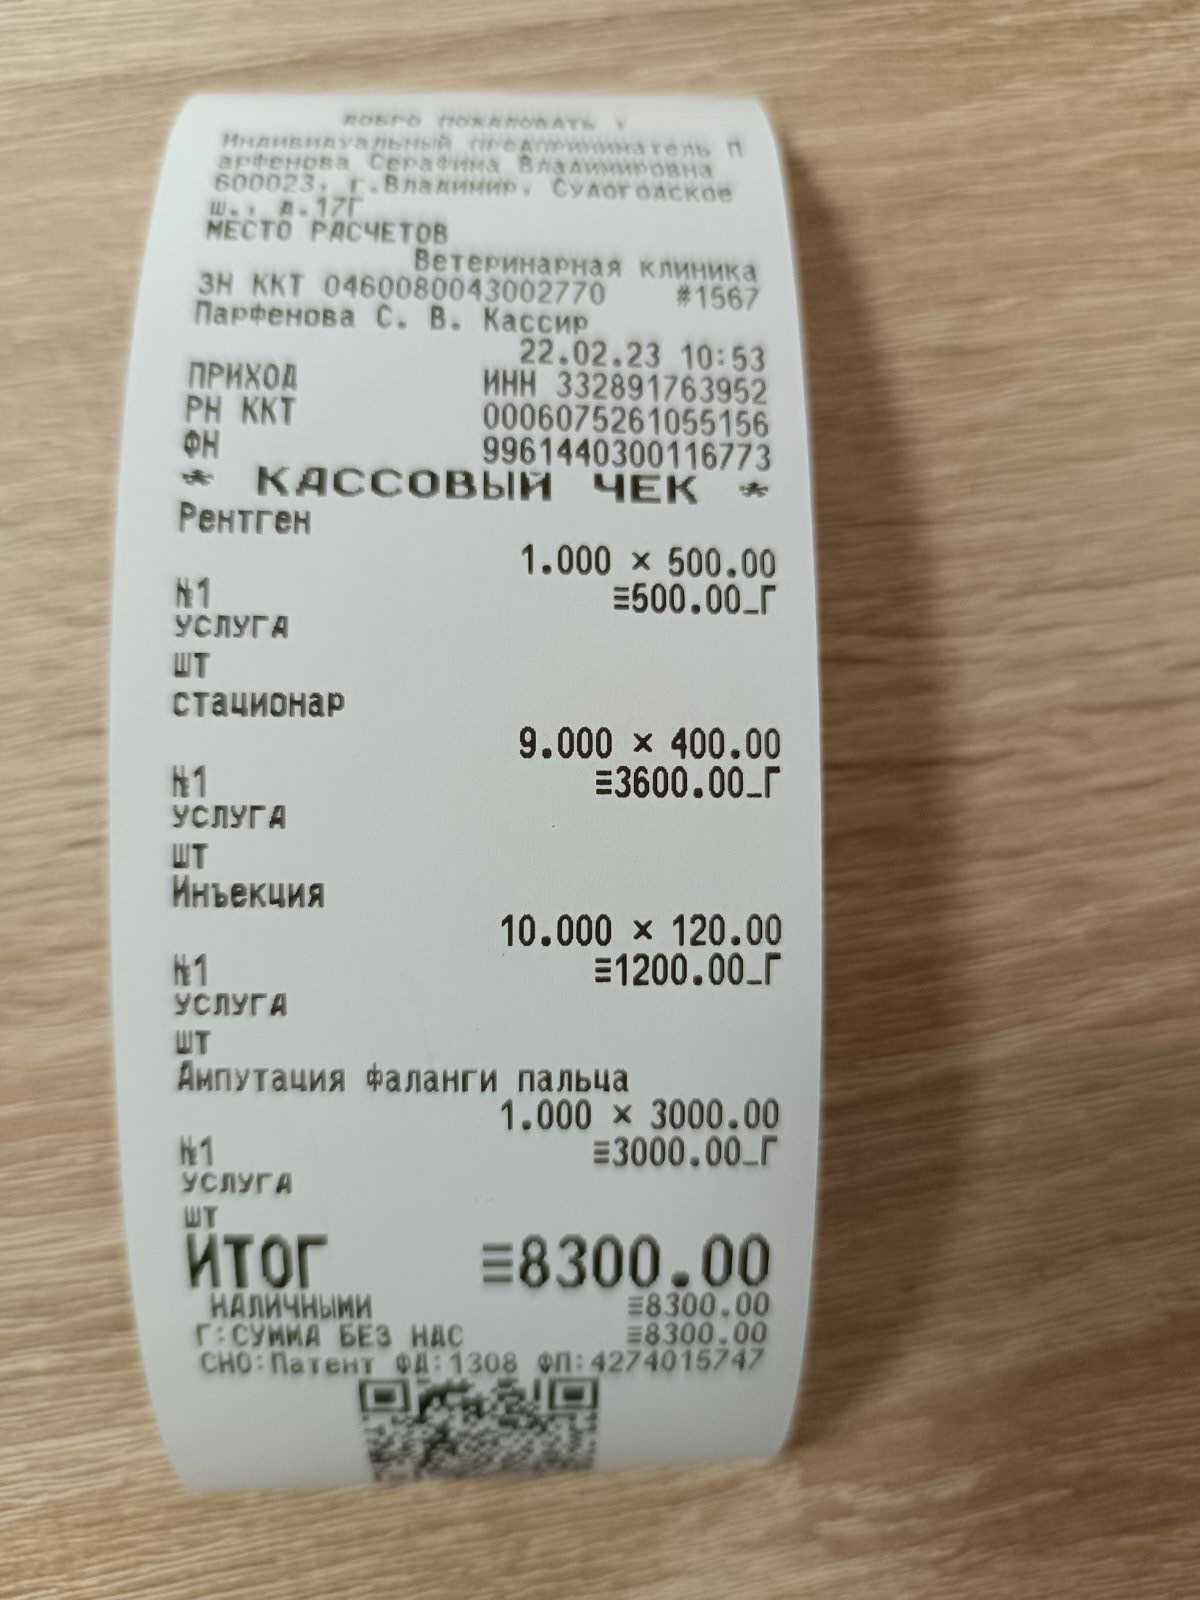 ДОБРО ПОЖАЛОВАТЬ !
Индивидуальный предприниматель П
арфенова Серафима Владимировна
600023, г.Владимир, Судогодское
ш., д.17Г
МЕСТО РАСЧЕТОВ
Ветеринарная клиника
ЗН ККТ 0460080043002770 #1567
Парфенова С. В. Кассир
22.02.23 10:53
ПРИХОД ИНН 332891763952
РН ККТ 0006075261055156
ФН 9961440300116773
* КАССОВЫЙ ЧЕК *
Рентген
1.000 × 500.00
№1 ≡500.00_Г
УСЛУГА
шт
стационар
9.000 × 400.00
№1 ≡3600.00_Г
УСЛУГА
шт
Инъекция
10.000 × 120.00
№1 ≡1200.00_Г
УСЛУГА
шт
Ампутация фаланги пальца
1.000 × 3000.00
№1 ≡3000.00_Г
УСЛУГА
шт
ИТОГ ≡8300.00
НАЛИЧНЫМИ ≡8300.00
Г:СУММА БЕЗ НДС ≡8300.00
СНО:Патент ФД:1308 ФП:4274015747